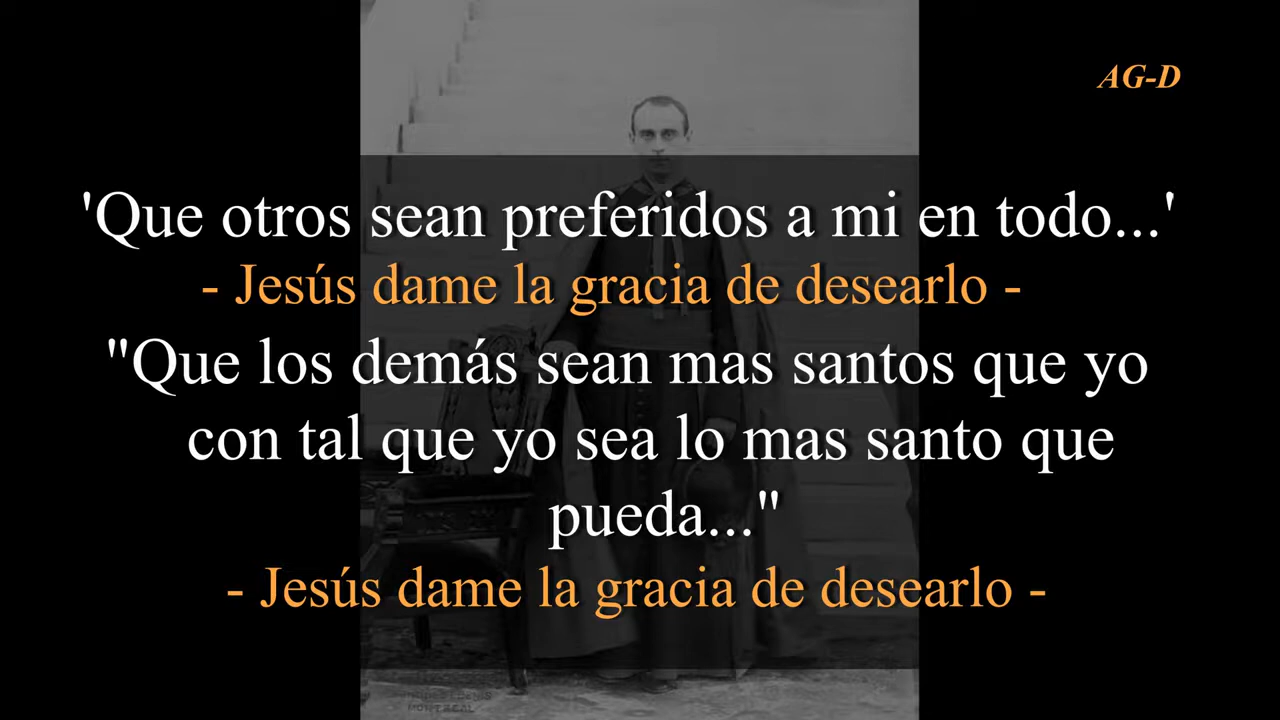 AG-D
'Que otros sean preferidos a mi en todo...'
- Jesús dame la gracia de desearlo -
"Que los demás sean mas santos que yo
con tal que yo sea lo mas santo que
pueda..."
- Jesús dame la gracia de desearlo -
MONTREAL